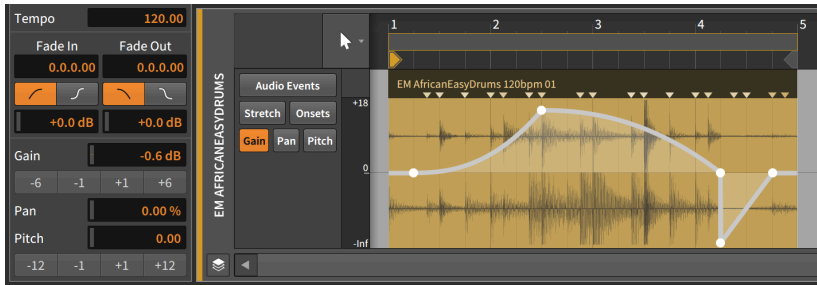 Tempo 120.00
Fade In Fade Out
0.0.0.00 0.0.0.00
+0.0 dB +0.0 dB
Gain -0.6 dB
-6 -1 +1 +6
Pan 0.00 %
Pitch 0.00
-12 -1 +1 +12
EM AFRICANEASYDRUMS
Audio Events
Stretch Onsets
Gain Pan Pitch
+18
0
-Inf
1 2 3 4 5
EM AfricanEasyDrums 120bpm 01